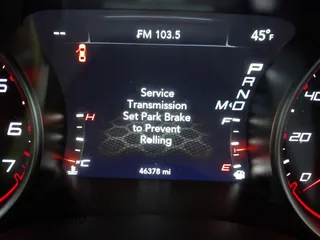 --
FM 103.5
45°F
P
R
N
D
M
Service
Transmission
Set Park Brake
to Prevent
Rolling
H
C
F
E
46378 mi
5
6
7
40
20
0